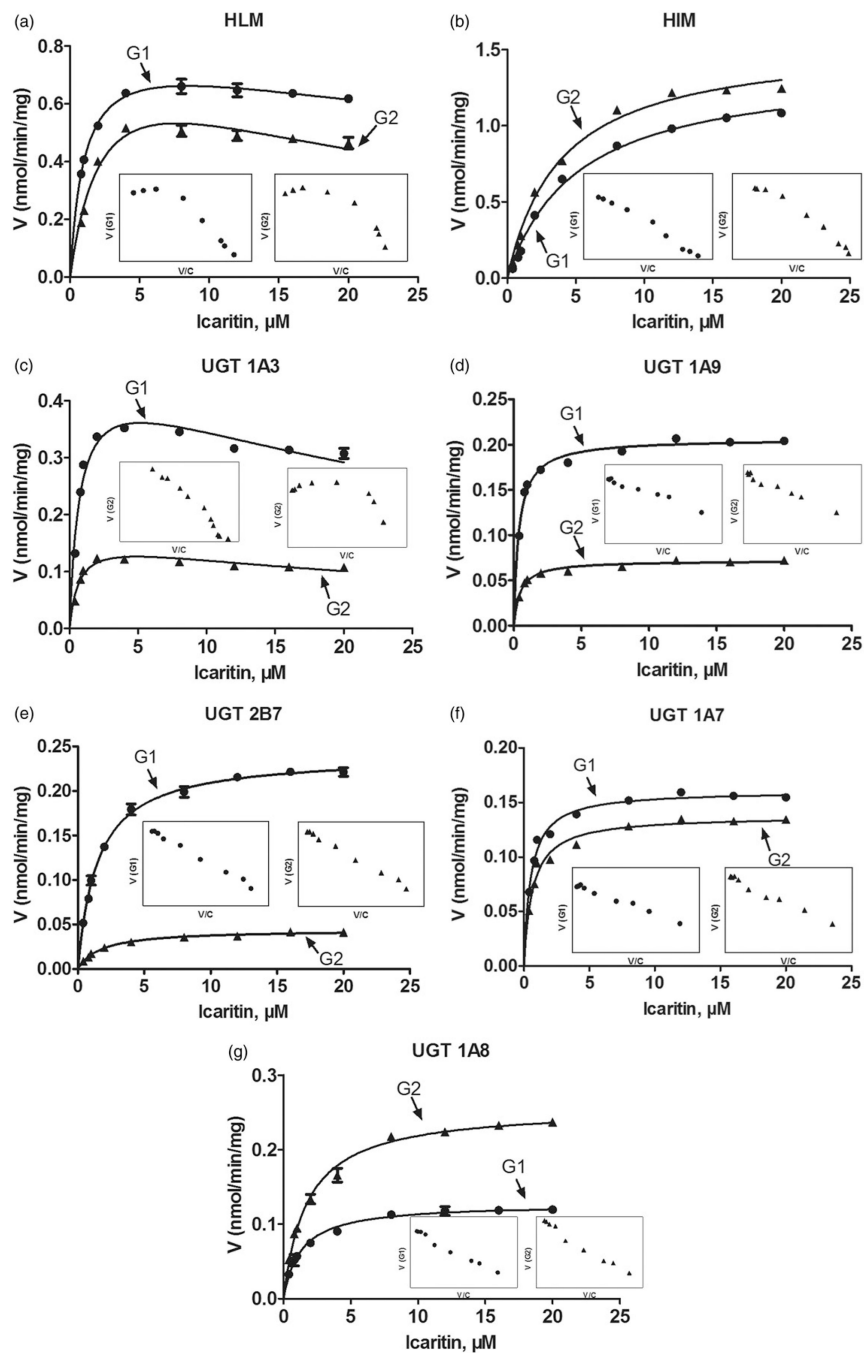 (a)
HLM
V (nmol/min/mg)
0.8
0.6
0.4
0.2
0.0
G1
G2
V (G1)
V/C
V (G2)
V/C
0 5 10 15 20 25
Icaritin, μM
(b)
HIM
V (nmol/min/mg)
1.5
1.0
0.5
0.0
G2
G1
V (G1)
V/C
V (G2)
V/C
0 5 10 15 20 25
Icaritin, μM
(c)
UGT 1A3
V (nmol/min/mg)
0.4
0.3
0.2
0.1
0.0
G1
V (G2)
V/C
V (G2)
V/C
G2
0 5 10 15 20 25
Icaritin, μM
(d)
UGT 1A9
V (nmol/min/mg)
0.20
0.15
0.10
0.05
0.00
G1
V (G1)
V/C
V (G2)
V/C
G2
0 5 10 15 20 25
Icaritin, μM
(e)
UGT 2B7
V (nmol/min/mg)
0.25
0.20
0.15
0.10
0.05
0.00
G1
V (G1)
V/C
V (G2)
V/C
G2
0 5 10 15 20 25
Icaritin, μM
(f)
UGT 1A7
V (nmol/min/mg)
0.20
0.15
0.10
0.05
0.00
G1
G2
V (G1)
V/C
V (G2)
V/C
0 5 10 15 20 25
Icaritin, μM
(g)
UGT 1A8
V (nmol/min/mg)
0.3
0.2
0.1
0.0
G2
G1
V (G1)
V/C
V (G2)
V/C
0 5 10 15 20 25
Icaritin, μM